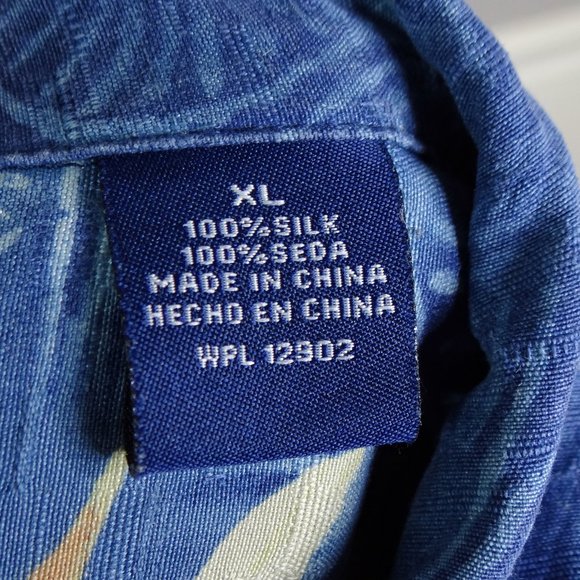 XL
100%SILK
100%SEDA
MADE IN CHINA
HECHO EN CHINA
WPL 12902